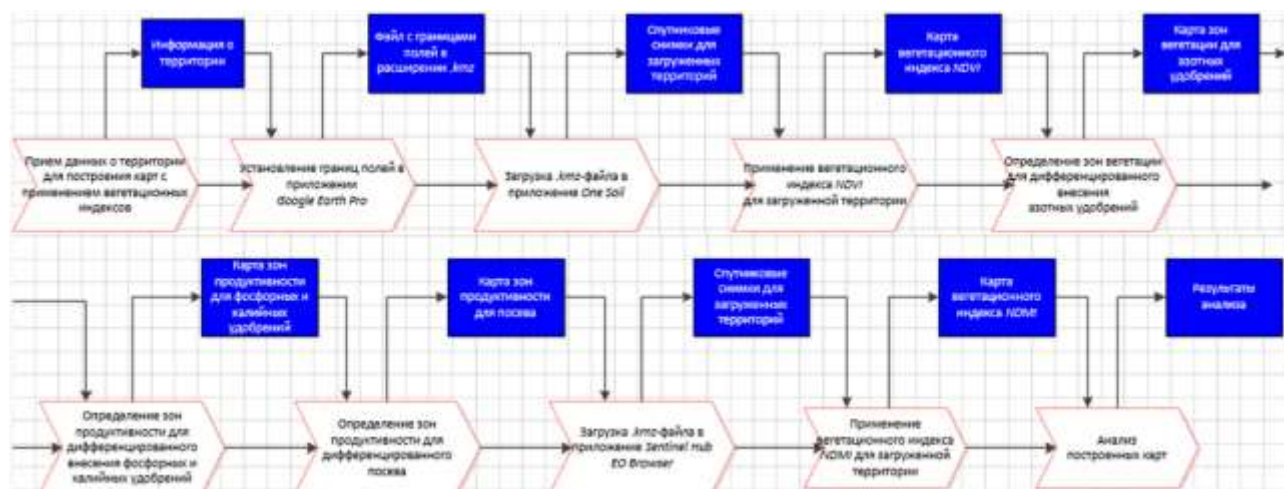 Информация о
территории
Файл с границами
полей в
расширении .kmz
Спутниковые
снимки для
загруженных
территорий
Карта
вегетационного
индекса NDVI
Карта зон
вегетации для
азотных
удобрений
Прием данных о территории
для построения карт с
применением вегетационных
индексов
Установление границ полей в
приложении
Google Earth Pro
Загрузка .kmz-файла в
приложение One Soil
Применение вегетационного
индекса NDVI
для загруженной территории
Определение зон вегетации
для дифференцированного
внесения
азотных удобрений
Карта зон
продуктивности
для фосфорных и
калийных
удобрений
Карта зон
продуктивности
для посева
Спутниковые
снимки для
загруженных
территорий
Карта
вегетационного
индекса NDMI
Результаты
анализа
Определение зон
продуктивности для
дифференцированного
внесения фосфорных и
калийных удобрений
Определение зон
продуктивности для
дифференцированного
посева
Загрузка .kmz-файла в
приложение Sentinel Hub
EO Browser
Применение
вегетационного индекса
NDMI для загруженной
территории
Анализ
построенных карт